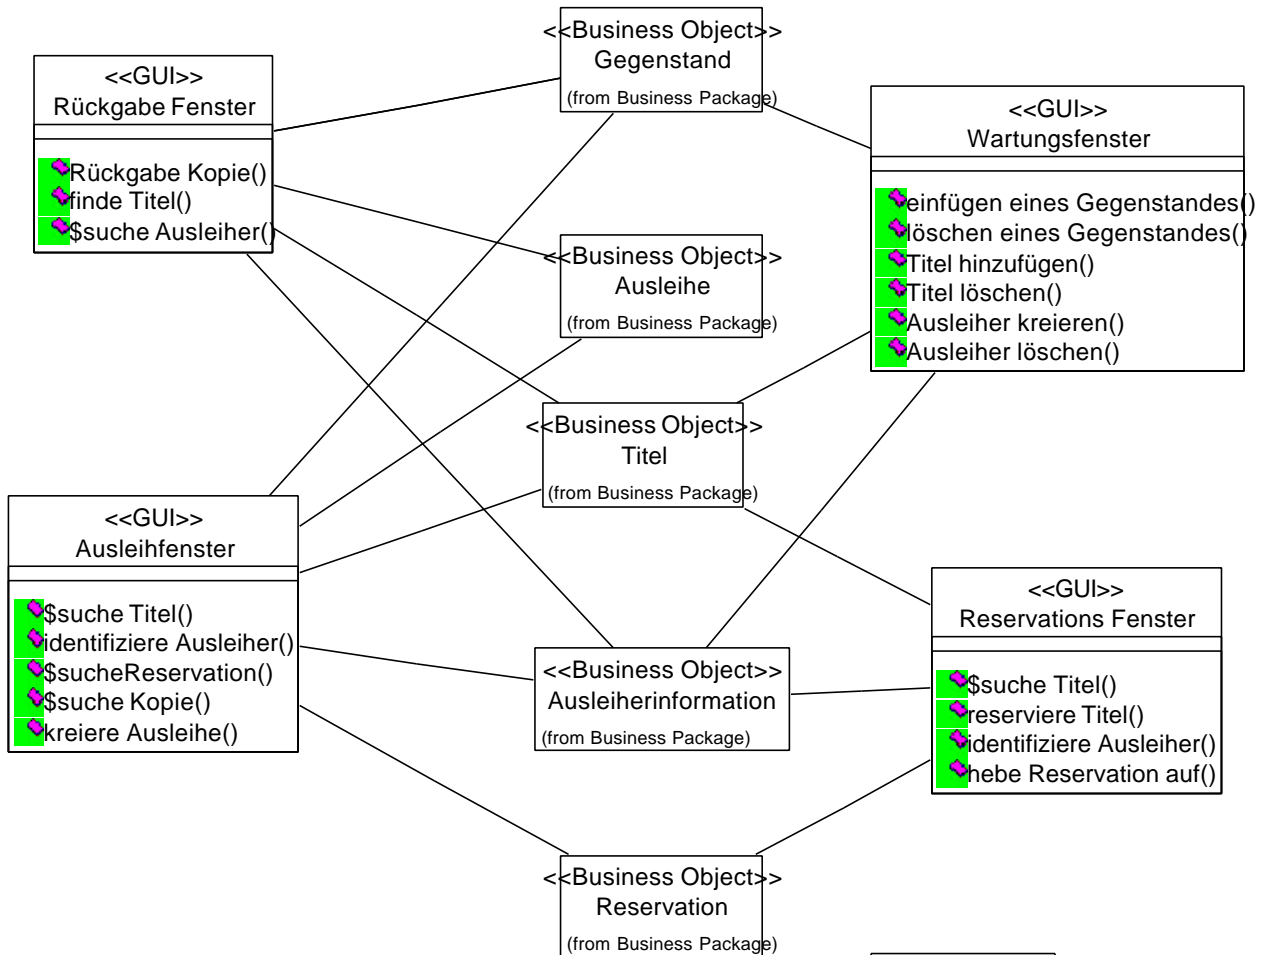 <<Business Object>>
Gegenstand
(from Business Package)
<<GUI>>
Rückgabe Fenster
Rückgabe Kopie()
finde Titel()
$suche Ausleiher()
<<GUI>>
Wartungsfenster
einfügen eines Gegenstandes()
löschen eines Gegenstandes()
Titel hinzufügen()
Titel löschen()
Ausleiher kreieren()
Ausleiher löschen()
<<Business Object>>
Ausleihe
(from Business Package)
<<Business Object>>
Titel
(from Business Package)
<<GUI>>
Ausleihfenster
$suche Titel()
identifiziere Ausleiher()
$sucheReservation()
$suche Kopie()
kreiere Ausleihe()
<<Business Object>>
Ausleiherinformation
(from Business Package)
<<GUI>>
Reservations Fenster
$suche Titel()
reserviere Titel()
identifiziere Ausleiher()
hebe Reservation auf()
<<Business Object>>
Reservation
(from Business Package)